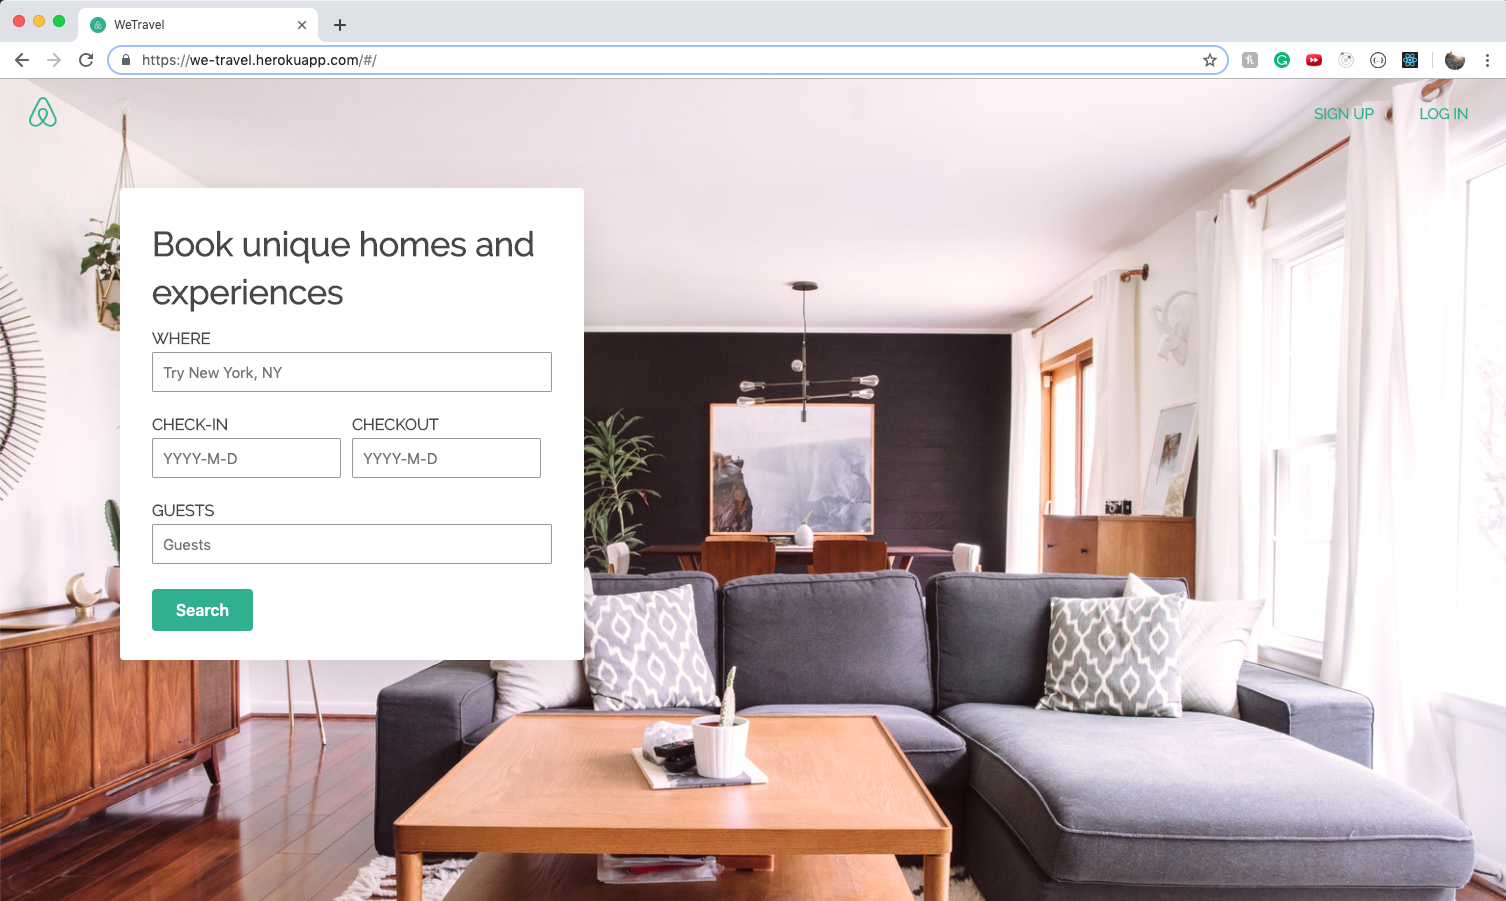 WeTravel
https://we-travel.herokuapp.com/#/
SIGN UP
LOG IN
Book unique homes and
experiences
WHERE
Try New York, NY
CHECK-IN
CHECKOUT
YYYY-M-D
YYYY-M-D
GUESTS
Guests
Search